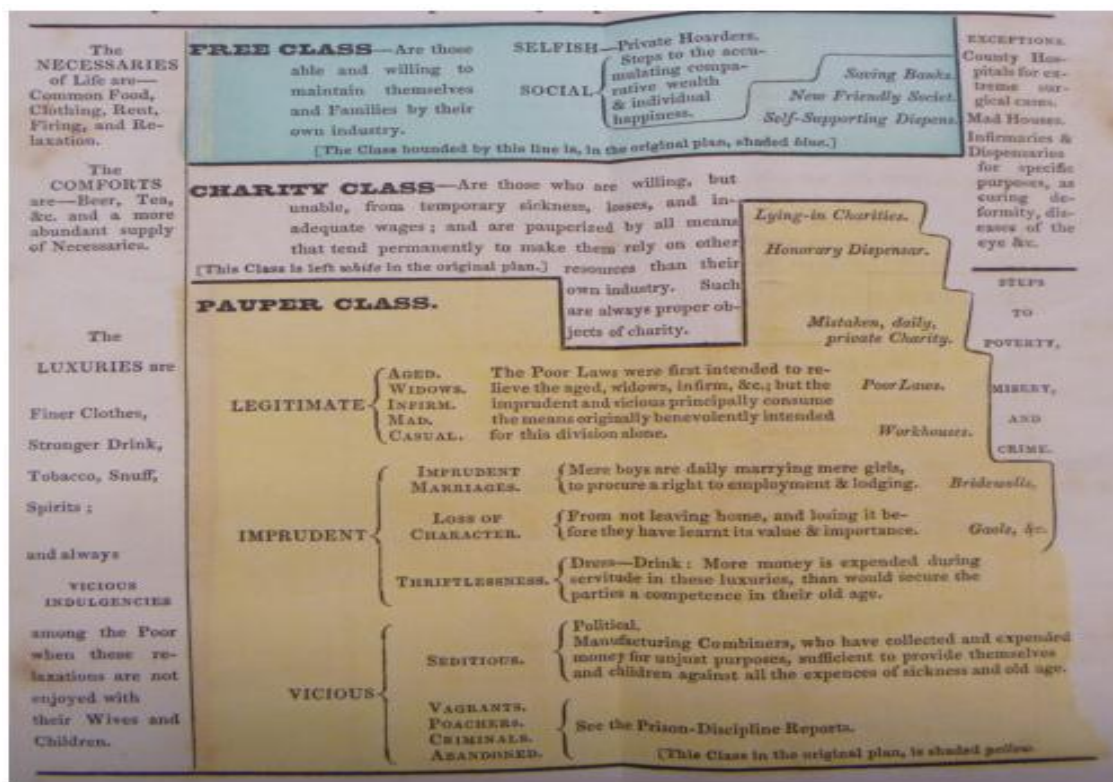 The
NECESSARIES
of Life are—
Common Food,
Clothing, Rent,
Firing, and Re-
laxation.
The
COMFORTS
are—Beer, Tea,
&c. and a more
abundant supply
of Necessaries.
The
LUXURIES are
Finer Clothes,
Stronger Drink,
Tobacco, Snuff,
Spirits ;
and always
VICIOUS
INDULGENCIES
among the Poor
when these re-
laxations are not
enjoyed with
their Wives and
Children.
FREE CLASS—Are those
able and willing to
maintain themselves
and Families by their
own industry.
SELFISH—Private Hoarders.
SOCIAL
Steps to the accu-
mulating compa-
rative wealth
& individual
happiness.
Saving Banks.
New Friendly Societ.
Self-Supporting Dispens.
[The Class bounded by this line is, in the original plan, shaded blue.]
CHARITY CLASS—Are those who are willing, but
unable, from temporary sickness, losses, and in-
adequate wages ; and are pauperized by all means
that tend permanently to make them rely on other
[This Class is left white in the original plan.]
resources than their
own industry. Such
are always proper ob-
jects of charity.
Lying-in Charities.
Honorary Dispensar.
Mistaken, daily,
private Charity.
PAUPER CLASS.
LEGITIMATE
AGED.
WIDOWS.
INFIRM.
MAD.
CASUAL.
The Poor Laws were first intended to re-
lieve the aged, widows, infirm, &c.; but the
imprudent and vicious principally consume
the means originally benevolently intended
for this division alone.
Poor Laws.
Workhouses.
IMPRUDENT
IMPRUDENT
MARRIAGES.
Mere boys are daily marrying mere girls,
to procure a right to employment & lodging.
Bridewells.
LOSS OF
CHARACTER.
From not leaving home, and losing it be-
fore they have learnt its value & importance.
Gaols, &c.
THRIFTLESSNESS.
Dress—Drink : More money is expended during
servitude in these luxuries, than would secure the
parties a competence in their old age.
VICIOUS
SEDITIOUS.
Political.
Manufacturing Combiners, who have collected and expended
money for unjust purposes, sufficient to provide themselves
and children against all the expences of sickness and old age.
VAGRANTS.
POACHERS.
CRIMINALS.
ABANDONED.
See the Prison-Discipline Reports.
[This Class in the original plan, is shaded yellow
EXCEPTIONS.
County Hos-
pitals for ex-
treme sur-
gical cases.
Mad Houses.
Infirmaries &
Dispensaries
for specific
purposes, as
curing de-
formity, dis-
eases of the
eye &c.
STEPS
TO
POVERTY,
MISERY,
AND
CRIME.